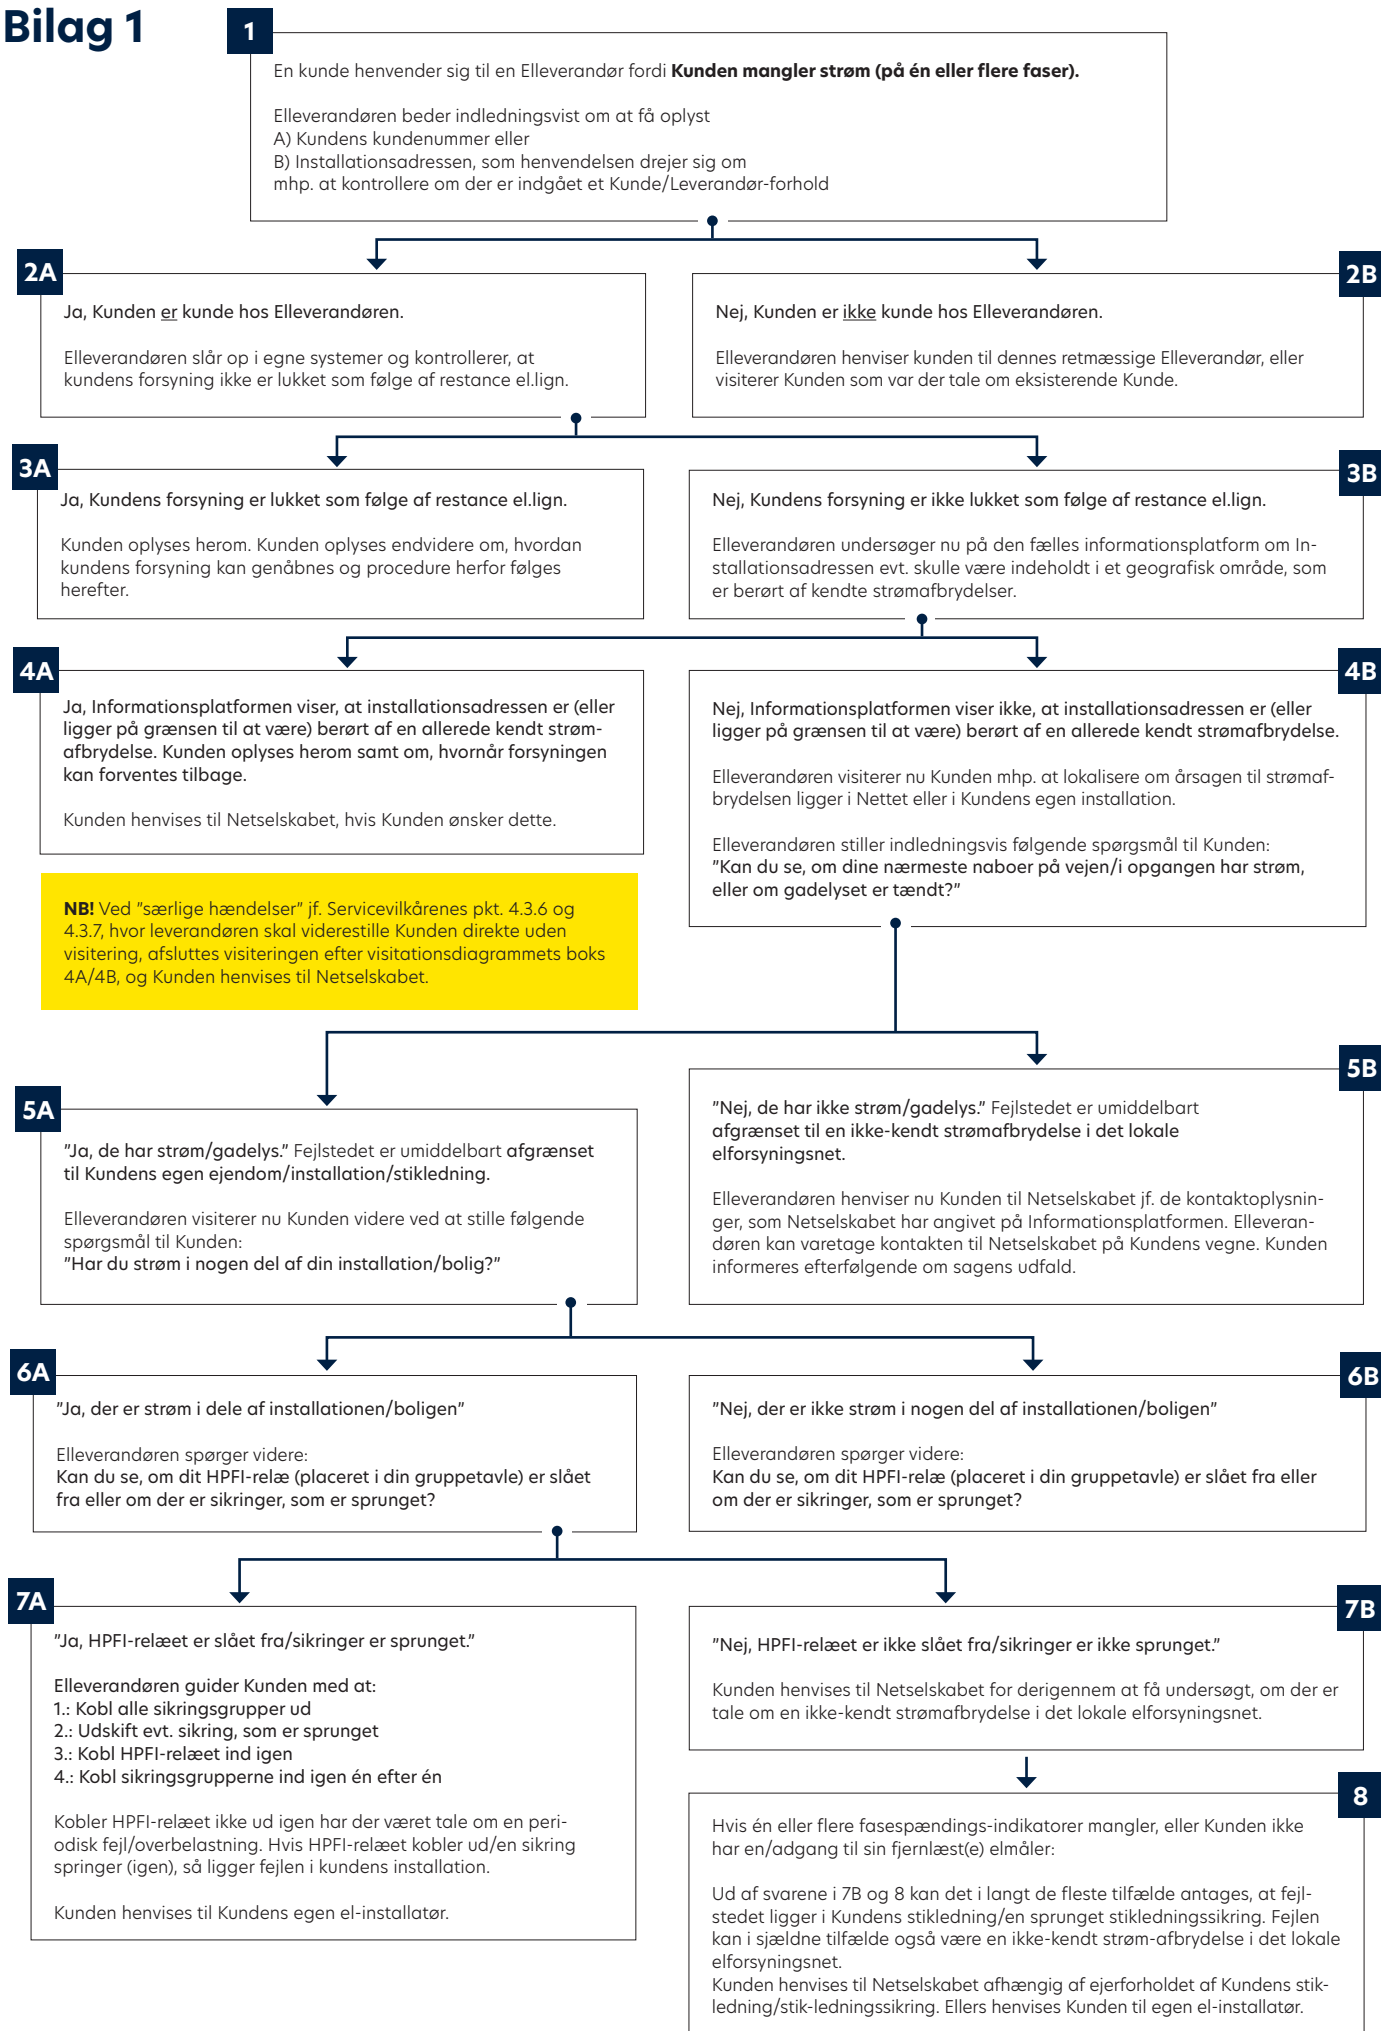 Bilag 1
1
En kunde henvender sig til en Elleverandør fordi Kunden mangler strøm (på én eller flere faser).
Elleverandøren beder indledningsvist om at få oplyst
A) Kundens kundenummer eller
B) Installationsadressen, som henvendelsen drejer sig om
mhp. at kontrollere om der er indgået et Kunde/Leverandør-forhold
2A
Ja, Kunden er kunde hos Elleverandøren.
Elleverandøren slår op i egne systemer og kontrollerer, at
kundens forsyning ikke er lukket som følge af restance el.lign.
2B
Nej, Kunden er ikke kunde hos Elleverandøren.
Elleverandøren henviser kunden til dennes retmæssige Elleverandør, eller
visiterer Kunden som var der tale om eksisterende Kunde.
3A
Ja, Kundens forsyning er lukket som følge af restance el.lign.
Kunden oplyses herom. Kunden oplyses endvidere om, hvordan
kundens forsyning kan genåbnes og procedure herfor følges
herefter.
3B
Nej, Kundens forsyning er ikke lukket som følge af restance el.lign.
Elleverandøren undersøger nu på den fælles informationsplatform om In-
stallationsadressen evt. skulle være indeholdt i et geografisk område, som
er berørt af kendte strømafbrydelser.
4A
Ja, Informationsplatformen viser, at installationsadressen er (eller
ligger på grænsen til at være) berørt af en allerede kendt strøm-
afbrydelse. Kunden oplyses herom samt om, hvornår forsyningen
kan forventes tilbage.
Kunden henvises til Netselskabet, hvis Kunden ønsker dette.
4B
Nej, Informationsplatformen viser ikke, at installationsadressen er (eller
ligger på grænsen til at være) berørt af en allerede kendt strømafbrydelse.
Elleverandøren visiterer nu Kunden mhp. at lokalisere om årsagen til strømaf-
brydelsen ligger i Nettet eller i Kundens egen installation.
Elleverandøren stiller indledningsvis følgende spørgsmål til Kunden:
"Kan du se, om dine nærmeste naboer på vejen/i opgangen har strøm,
eller om gadelyset er tændt?"
NB! Ved "særlige hændelser" jf. Servicevilkårenes pkt. 4.3.6 og
4.3.7, hvor leverandøren skal viderestille Kunden direkte uden
visitering, afsluttes visiteringen efter visitationsdiagrammets boks
4A/4B, og Kunden henvises til Netselskabet.
5A
"Ja, de har strøm/gadelys." Fejlstedet er umiddelbart afgrænset
til Kundens egen ejendom/installation/stikledning.
Elleverandøren visiterer nu Kunden videre ved at stille følgende
spørgsmål til Kunden:
"Har du strøm i nogen del af din installation/bolig?"
5B
"Nej, de har ikke strøm/gadelys." Fejlstedet er umiddelbart
afgrænset til en ikke-kendt strømafbrydelse i det lokale
elforsyningsnet.
Elleverandøren henviser nu Kunden til Netselskabet jf. de kontaktoplysnin-
ger, som Netselskabet har angivet på Informationsplatformen. Elleveran-
døren kan varetage kontakten til Netselskabet på Kundens vegne. Kunden
informeres efterfølgende om sagens udfald.
6A
"Ja, der er strøm i dele af installationen/boligen"
Elleverandøren spørger videre:
Kan du se, om dit HPFI-relæ (placeret i din gruppetavle) er slået
fra eller om der er sikringer, som er sprunget?
6B
"Nej, der er ikke strøm i nogen del af installationen/boligen"
Elleverandøren spørger videre:
Kan du se, om dit HPFI-relæ (placeret i din gruppetavle) er slået fra eller
om der er sikringer, som er sprunget?
7A
"Ja, HPFI-relæet er slået fra/sikringer er sprunget."
Elleverandøren guider Kunden med at:
1.: Kobl alle sikringsgrupper ud
2.: Udskift evt. sikring, som er sprunget
3.: Kobl HPFI-relæet ind igen
4.: Kobl sikringsgrupperne ind igen én efter én
Kobler HPFI-relæet ikke ud igen har der været tale om en peri-
odisk fejl/overbelastning. Hvis HPFI-relæet kobler ud/en sikring
springer (igen), så ligger fejlen i kundens installation.
Kunden henvises til Kundens egen el-installatør.
7B
"Nej, HPFI-relæet er ikke slået fra/sikringer er ikke sprunget."
Kunden henvises til Netselskabet for derigennem at få undersøgt, om der er
tale om en ikke-kendt strømafbrydelse i det lokale elforsyningsnet.
8
Hvis én eller flere fasespændings-indikatorer mangler, eller Kunden ikke
har en/adgang til sin fjernlæst(e) elmåler:
Ud af svarene i 7B og 8 kan det i langt de fleste tilfælde antages, at fejl-
stedet ligger i Kundens stikledning/en sprunget stikledningssikring. Fejlen
kan i sjældne tilfælde også være en ikke-kendt strøm-afbrydelse i det lokale
elforsyningsnet.
Kunden henvises til Netselskabet afhængig af ejerforholdet af Kundens stik-
ledning/stik-ledningssikring. Ellers henvises Kunden til egen el-installatør.